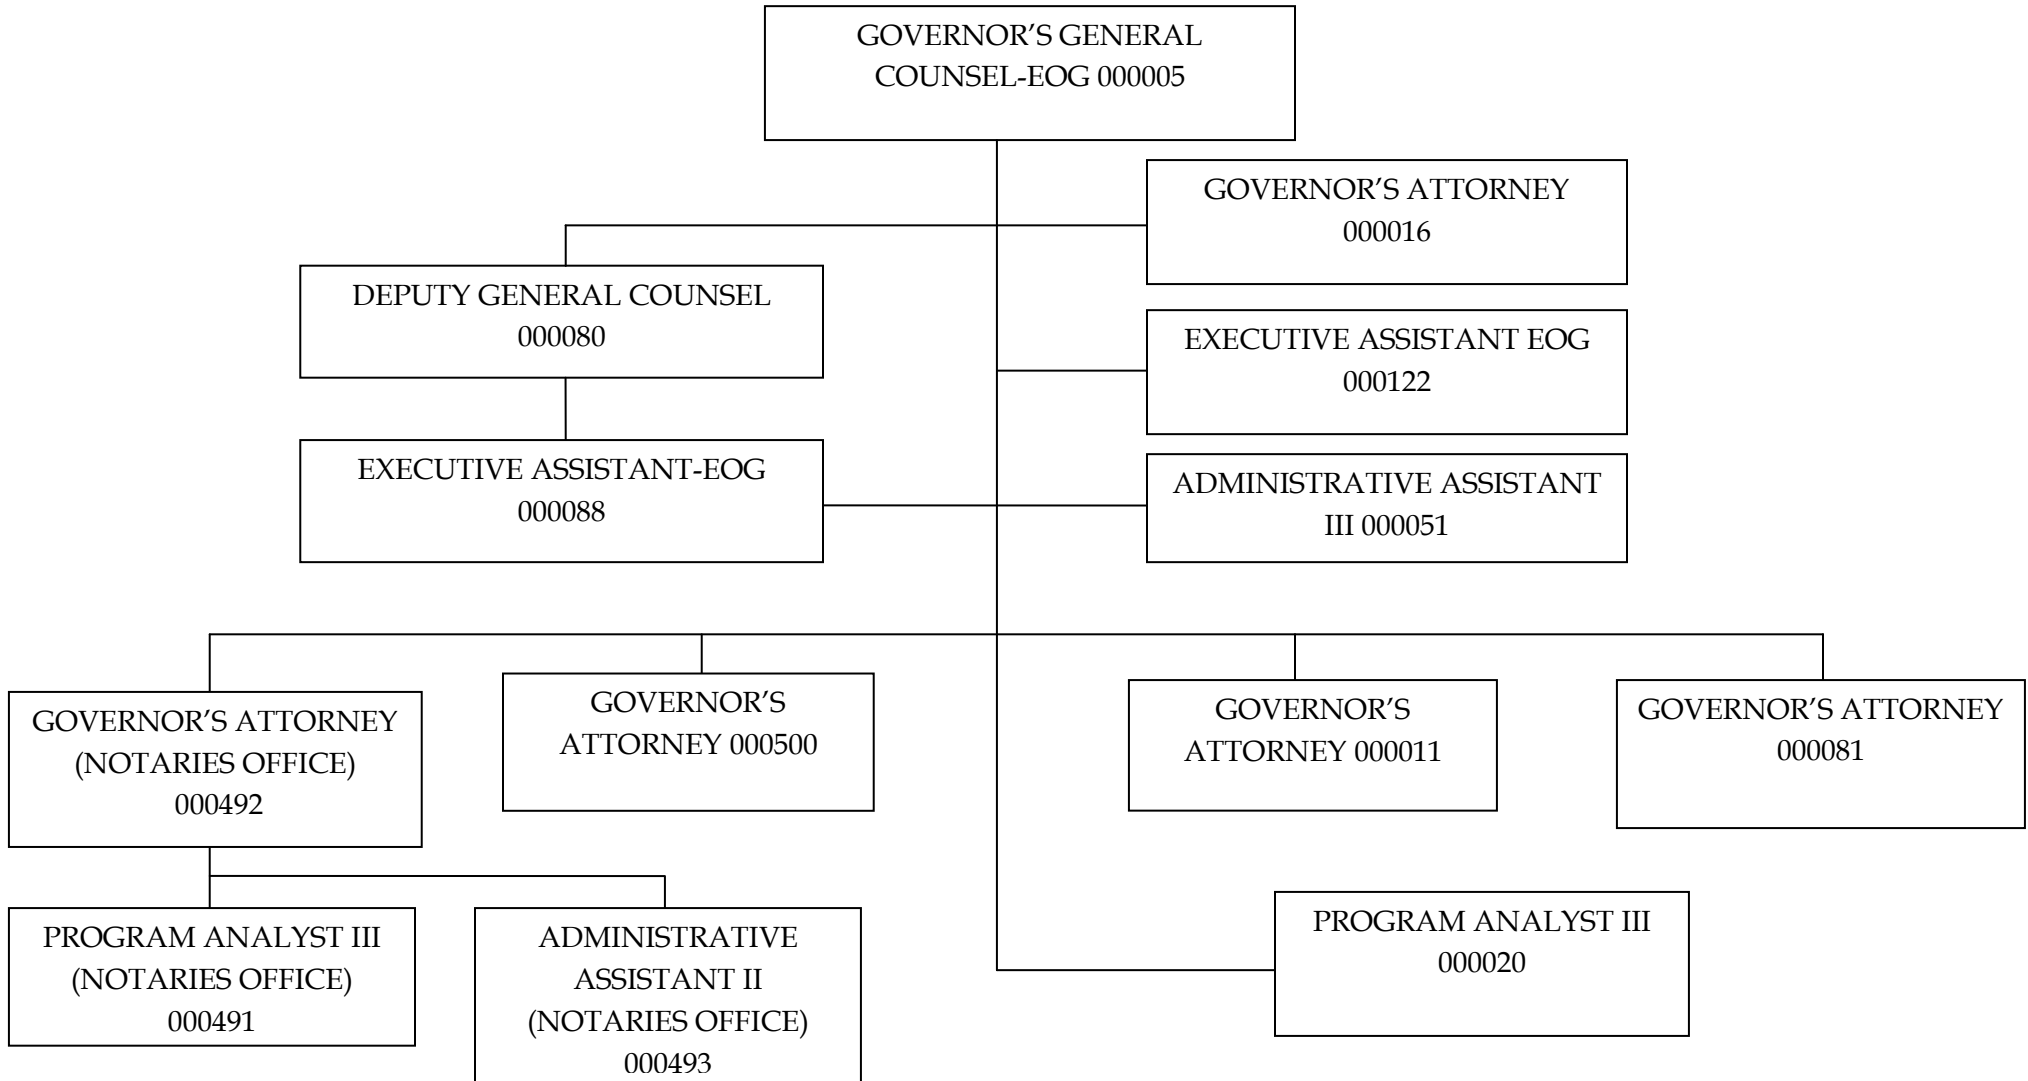 GOVERNOR’S GENERAL
COUNSEL-EOG 000005
GOVERNOR’S ATTORNEY
000016
DEPUTY GENERAL COUNSEL
000080
EXECUTIVE ASSISTANT EOG
000122
EXECUTIVE ASSISTANT-EOG
000088
ADMINISTRATIVE ASSISTANT
III 000051
GOVERNOR’S ATTORNEY
(NOTARIES OFFICE)
000492
GOVERNOR’S
ATTORNEY 000500
GOVERNOR’S
ATTORNEY 000011
GOVERNOR’S ATTORNEY
000081
PROGRAM ANALYST III
(NOTARIES OFFICE)
000491
ADMINISTRATIVE
ASSISTANT II
(NOTARIES OFFICE)
000493
PROGRAM ANALYST III
000020